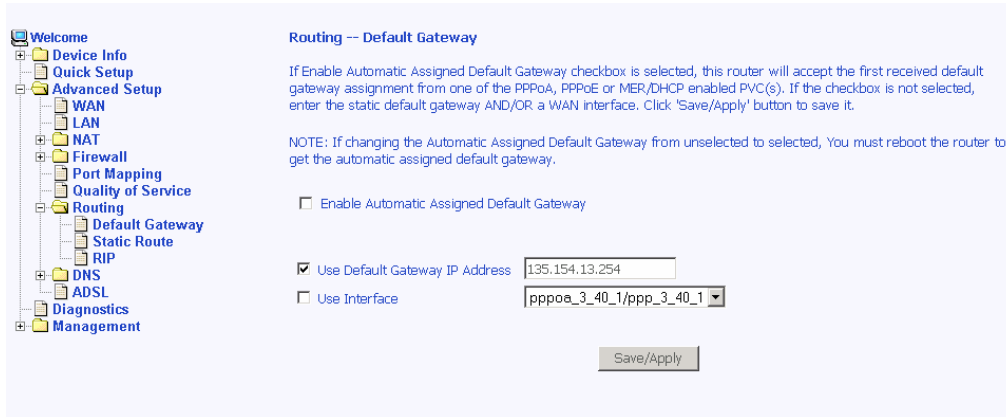 Welcome
Device Info
Quick Setup
Advanced Setup
WAN
LAN
NAT
Firewall
Port Mapping
Quality of Service
Routing
Default Gateway
Static Route
RIP
DNS
ADSL
Diagnostics
Management
Routing -- Default Gateway
If Enable Automatic Assigned Default Gateway checkbox is selected, this router will accept the first received default
gateway assignment from one of the PPPoA, PPPoE or MER/DHCP enabled PVC(s). If the checkbox is not selected,
enter the static default gateway AND/OR a WAN interface. Click 'Save/Apply' button to save it.
NOTE: If changing the Automatic Assigned Default Gateway from unselected to selected, You must reboot the router to
get the automatic assigned default gateway.
Enable Automatic Assigned Default Gateway
Use Default Gateway IP Address 135.154.13.254
Use Interface pppoa_3_40_1/ppp_3_40_1
Save/Apply